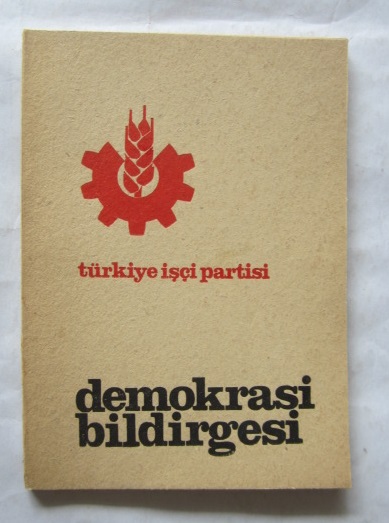 türkiye işçi partisi
demokrasi
bildirgesi